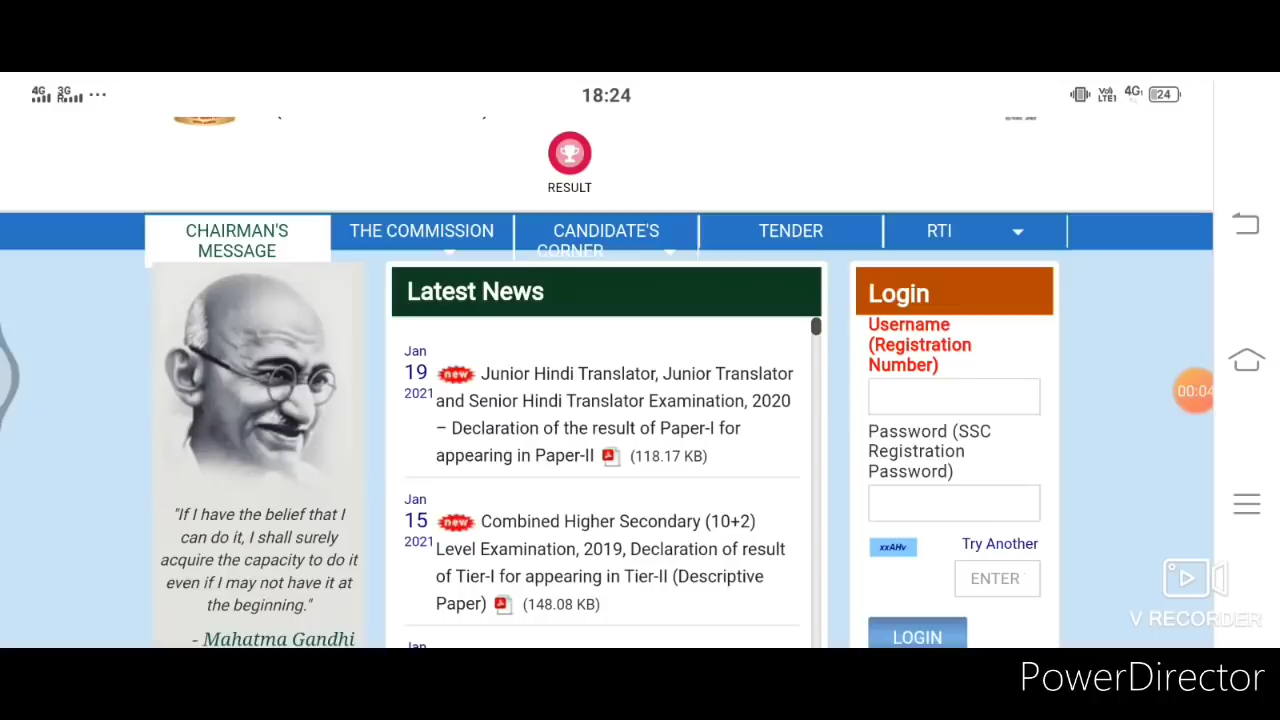 4G 3G R ...
18:24
VoLTE1 4G 24
RESULT
CHAIRMAN'S
MESSAGE
THE COMMISSION
CANDIDATE'S
CORNER
TENDER
RTI
Latest News
Login
Username
(Registration
Number)
Jan
19
2021
new Junior Hindi Translator, Junior Translator
and Senior Hindi Translator Examination, 2020
– Declaration of the result of Paper-I for
appearing in Paper-II (118.17 KB)
00:04
Password (SSC
Registration
Password)
Jan
15
2021
new Combined Higher Secondary (10+2)
Level Examination, 2019, Declaration of result
of Tier-I for appearing in Tier-II (Descriptive
Paper) (148.08 KB)
Jan
"If I have the belief that I
can do it, I shall surely
acquire the capacity to do it
even if I may not have it at
the beginning."
- Mahatma Gandhi
xxAHv
Try Another
ENTER
LOGIN
V RECORDER
PowerDirector